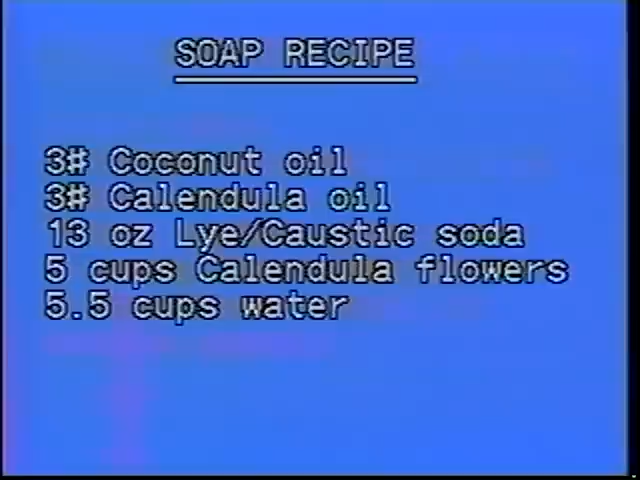 SOAP RECIPE
3# Coconut oil
3# Calendula oil
13 oz Lye/Caustic soda
5 cups Calendula flowers
5.5 cups water